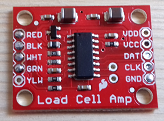 RED
BLK
WHT
GRN
YLW
VDD
VCC
DAT
CLK
GND
Load Cell Amp